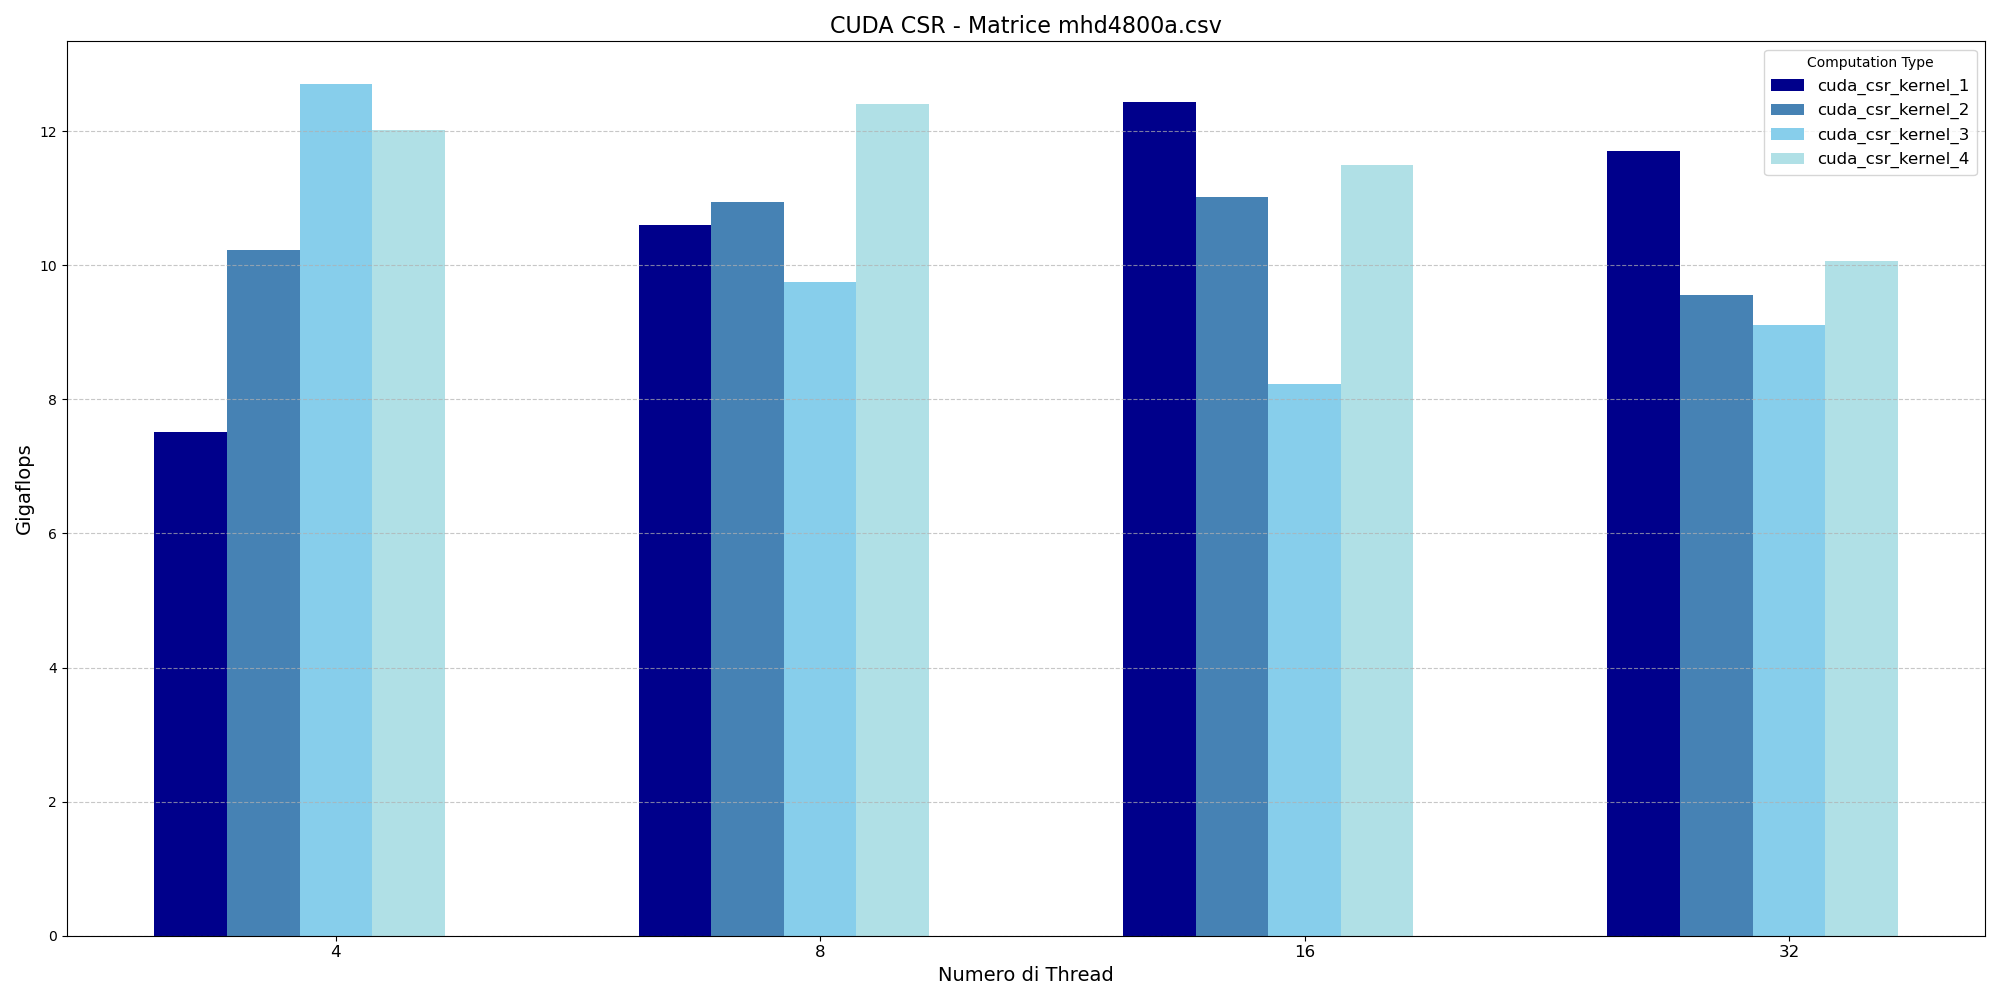 CUDA CSR - Matrice mhd4800a.csv
Computation Type
cuda_csr_kernel_1
cuda_csr_kernel_2
cuda_csr_kernel_3
cuda_csr_kernel_4
Gigaflops
12
10
8
6
4
2
0
4 8 16 32
Numero di Thread